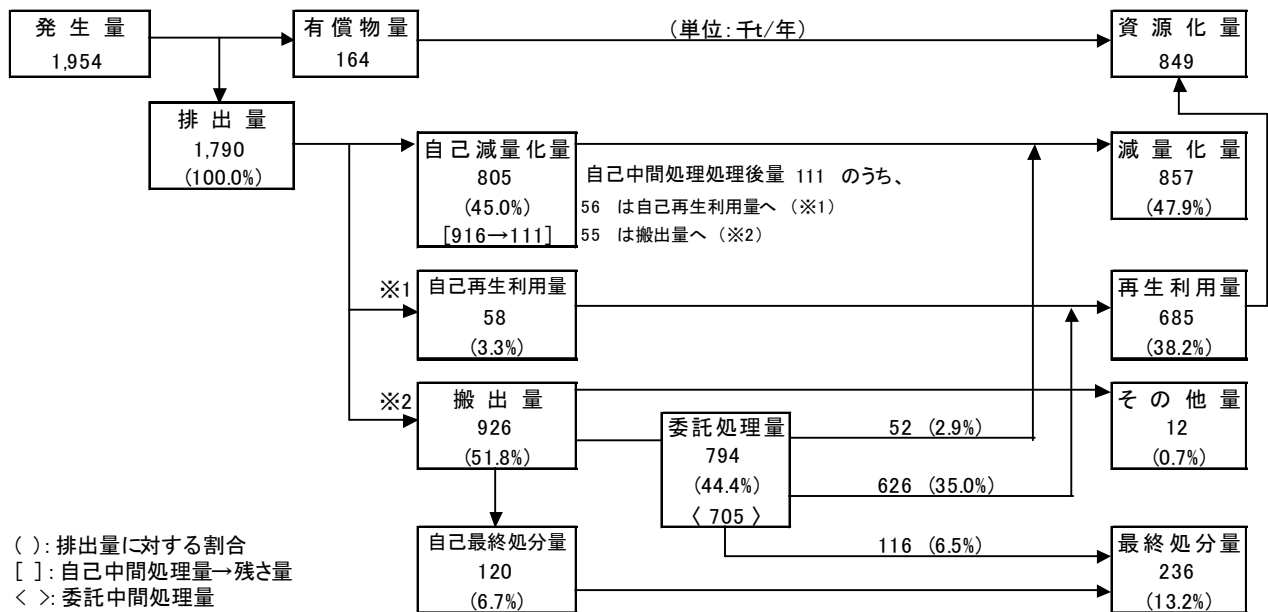 発生量
1,954
有償物量
164
(単位:千t/年)
資源化量
849
排出量
1,790
(100.0%)
自己減量化量
805
(45.0%)
[916→111]
自己中間処理処理後量 111 のうち、
56 は自己再生利用量へ (※1)
55 は搬出量へ (※2)
減量化量
857
(47.9%)
※1
自己再生利用量
58
(3.3%)
再生利用量
685
(38.2%)
※2
搬出量
926
(51.8%)
委託処理量
794
(44.4%)
〈 705 〉
52 (2.9%)
626 (35.0%)
116 (6.5%)
その他量
12
(0.7%)
自己最終処分量
120
(6.7%)
最終処分量
236
(13.2%)
( ):排出量に対する割合
[ ]:自己中間処理量→残さ量
< >:委託中間処理量